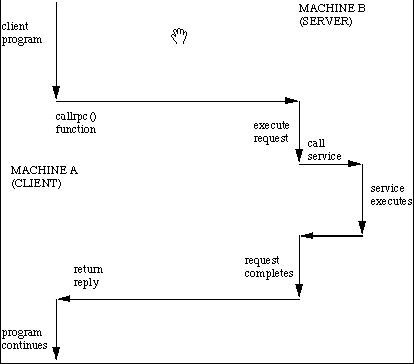 MACHINE B
(SERVER)
client
program
callrpc()
function
execute
request
call
service
MACHINE A
(CLIENT)
service
executes
request
completes
return
reply
program
continues